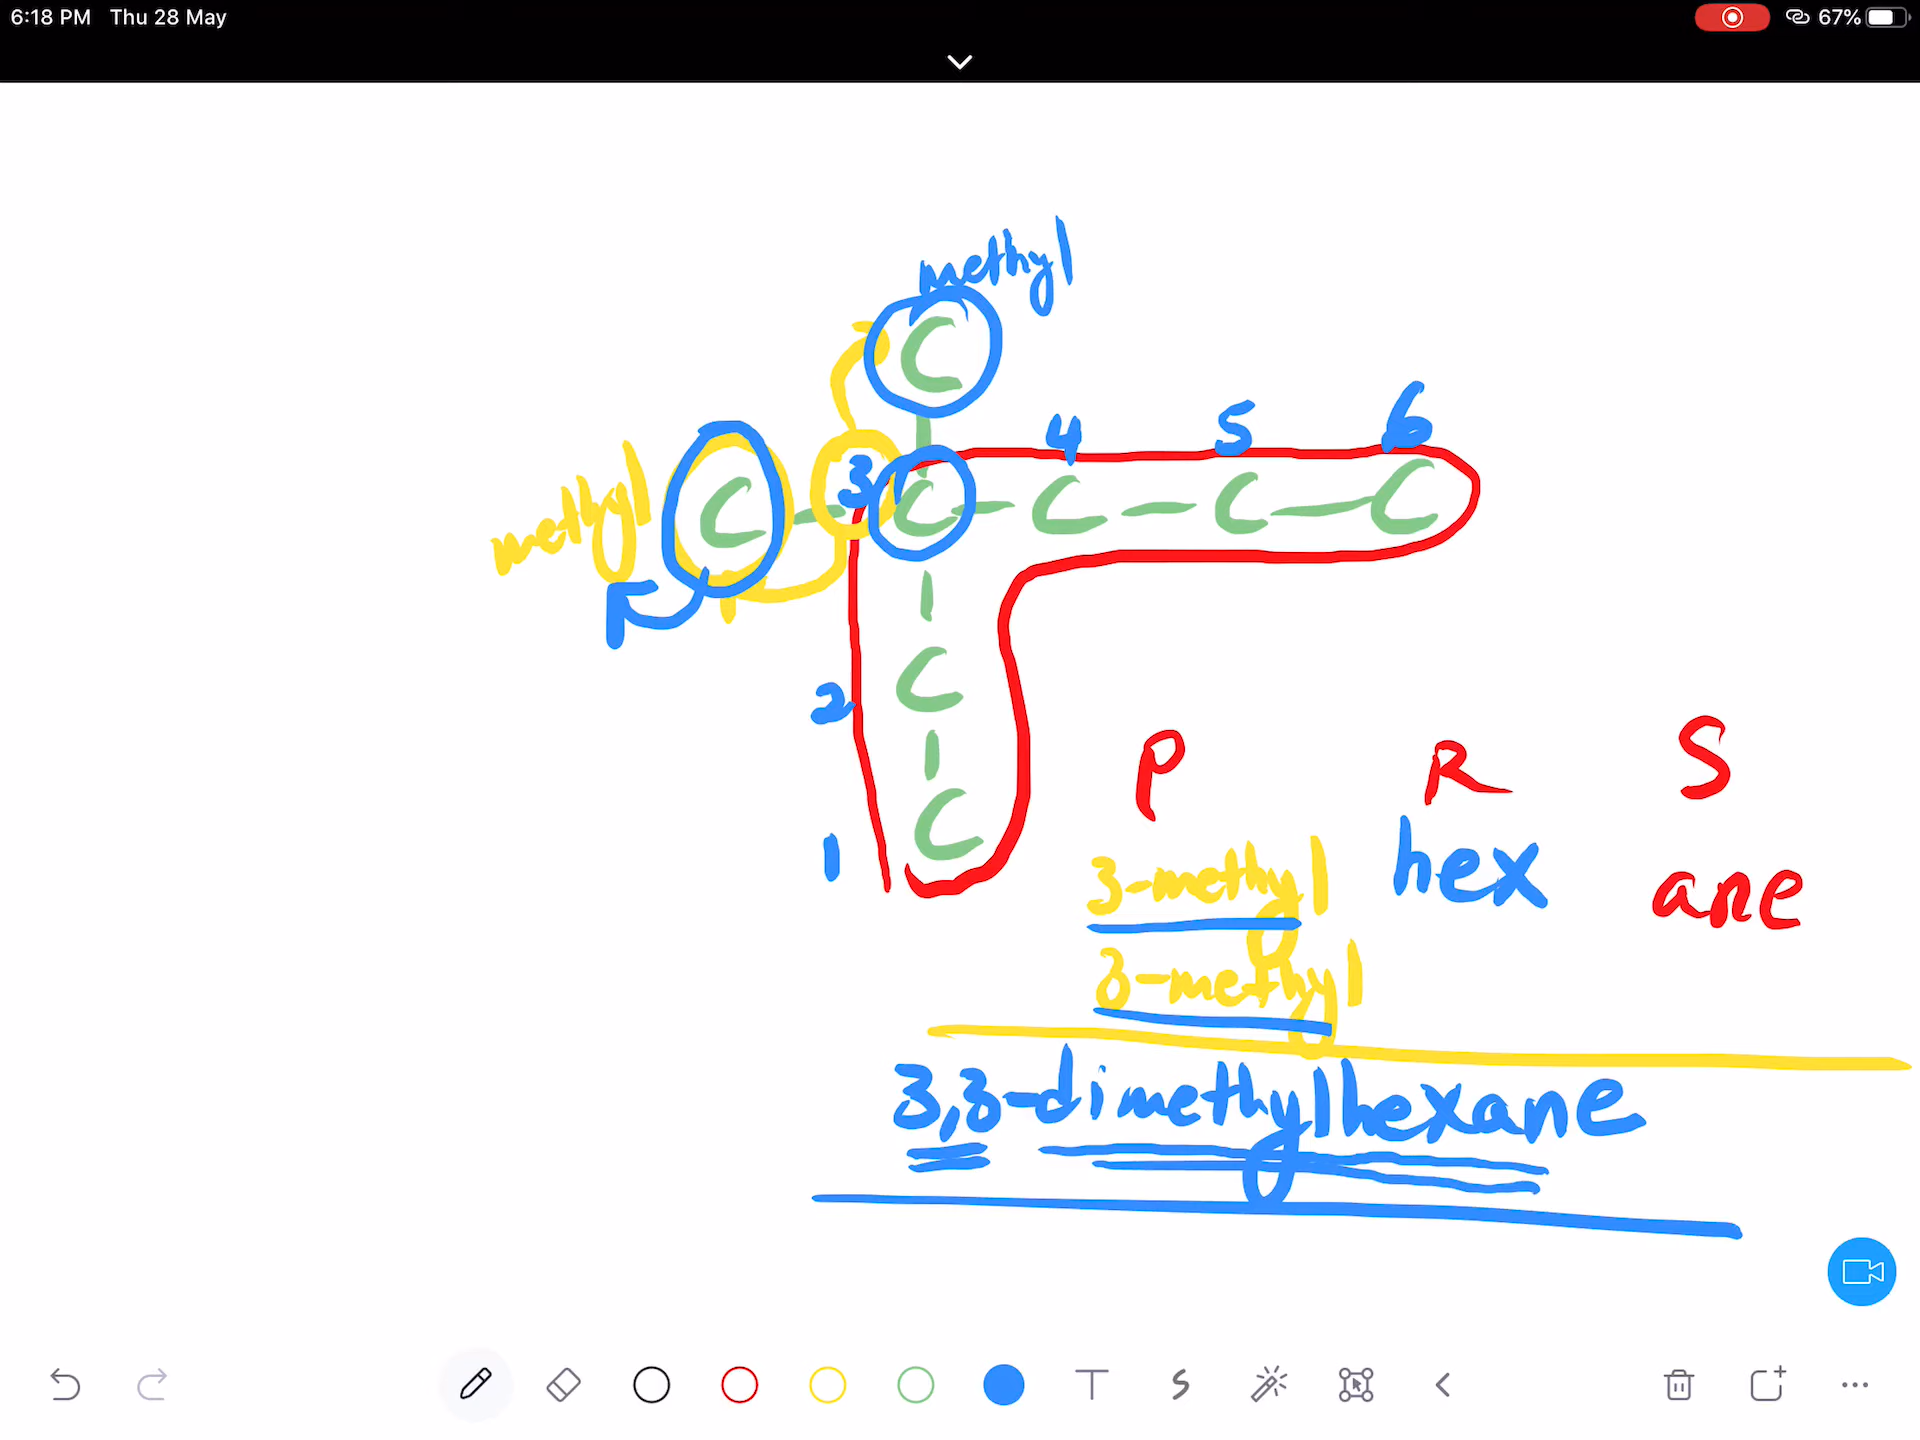 6:18 PM Thu 28 May 67%
methyl
C
4 5 6
methyl C - 3 C - C - C - C
C
2
C
1
P R S
3-methyl hex ane
3-methyl
3,3-dimethylhexane
T